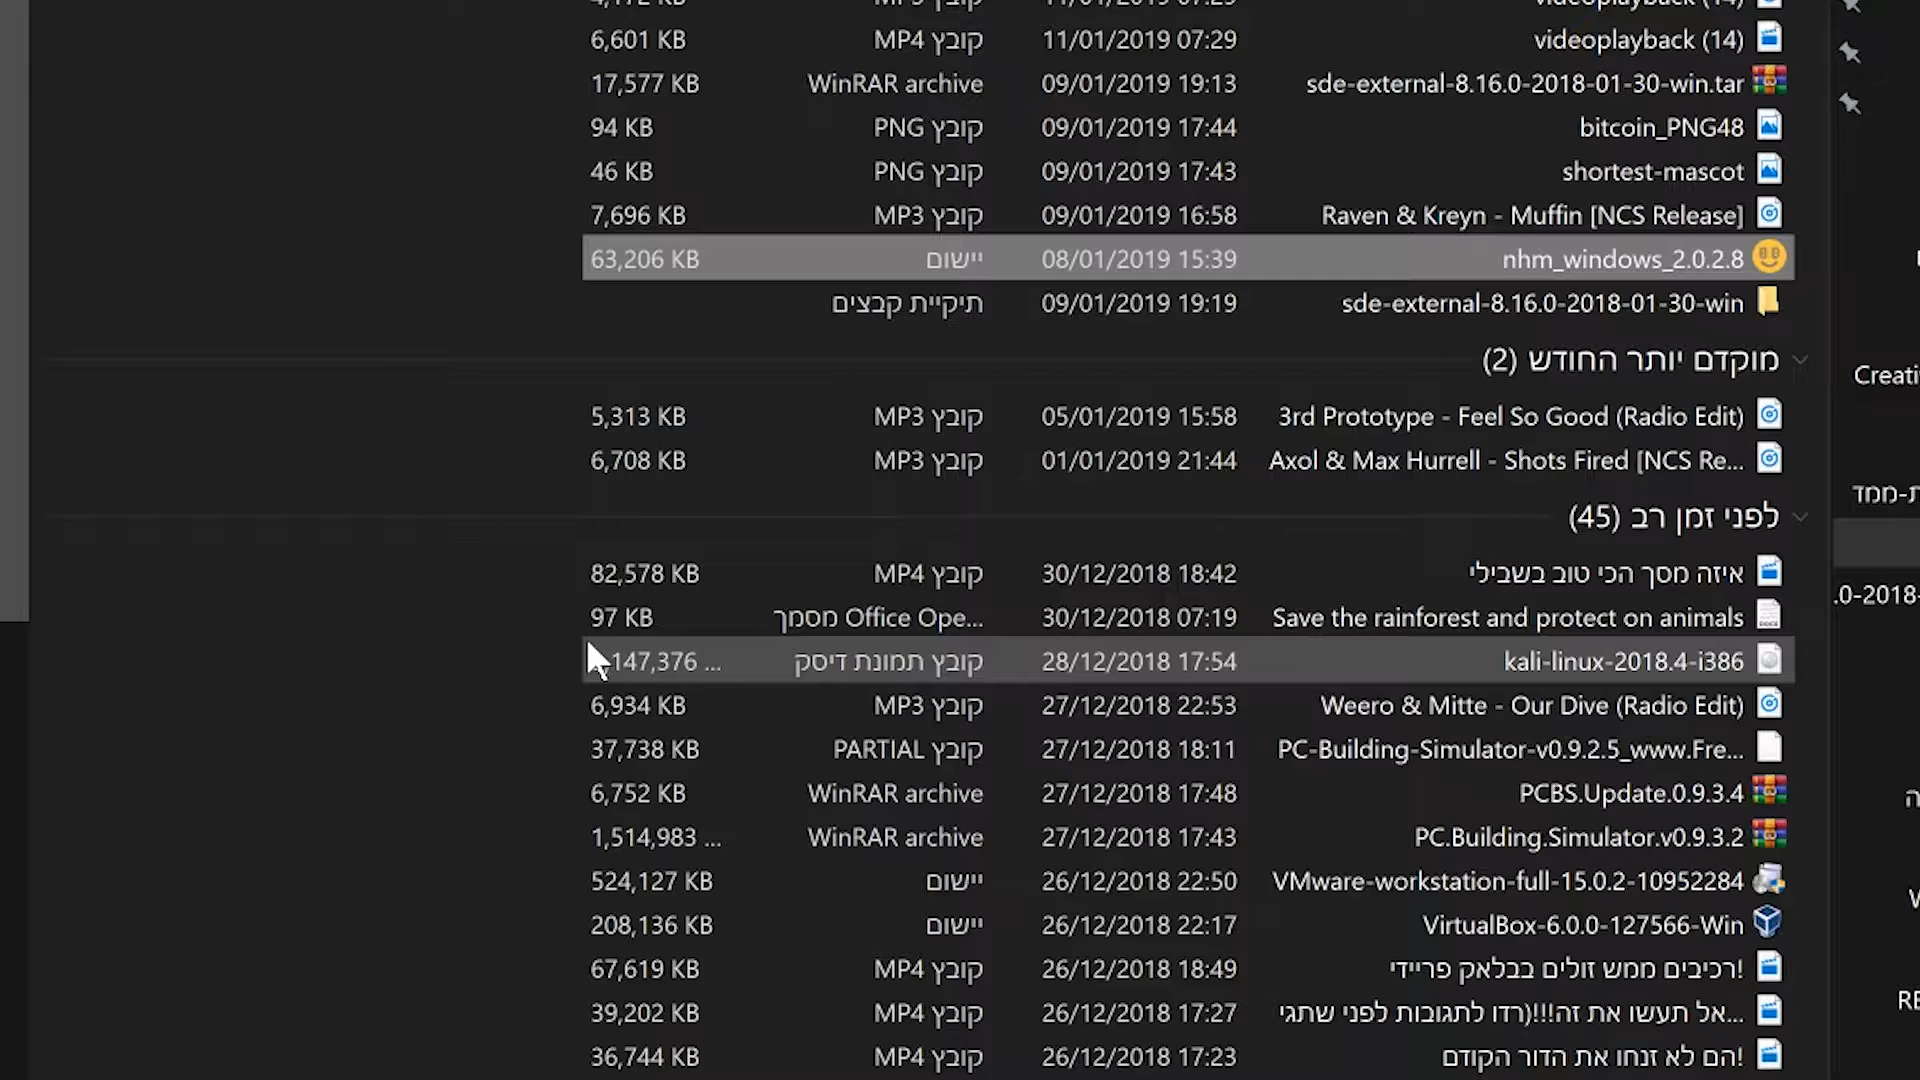 videoplayback (14) קובץ MP3 4,172 KB
videoplayback (14) 11/01/2019 07:29 קובץ MP4 6,601 KB
sde-external-8.16.0-2018-01-30-win.tar 09/01/2019 19:13 WinRAR archive 17,577 KB
bitcoin_PNG48 09/01/2019 17:44 קובץ PNG 94 KB
shortest-mascot 09/01/2019 17:43 קובץ PNG 46 KB
Raven & Kreyn - Muffin [NCS Release] 09/01/2019 16:58 קובץ MP3 7,696 KB
nhm_windows_2.0.2.8 08/01/2019 15:39 יישום 63,206 KB
sde-external-8.16.0-2018-01-30-win 09/01/2019 19:19 תיקיית קבצים
מוקדם יותר החודש (2)
Creati
3rd Prototype - Feel So Good (Radio Edit) 05/01/2019 15:58 קובץ MP3 5,313 KB
Axol & Max Hurrell - Shots Fired [NCS Re... 01/01/2019 21:44 קובץ MP3 6,708 KB
ת-ממד
לפני זמן רב (45)
איזה מסך הכי טוב בשבילי 30/12/2018 18:42 קובץ MP4 82,578 KB
.0-2018-
Save the rainforest and protect on animals 30/12/2018 07:19 מסמך Office Ope... 97 KB
kali-linux-2018.4-i386 28/12/2018 17:54 קובץ תמונת דיסק 147,376 ...
Weero & Mitte - Our Dive (Radio Edit) 27/12/2018 22:53 קובץ MP3 6,934 KB
PC-Building-Simulator-v0.9.2.5_www.Fre... 27/12/2018 18:11 קובץ PARTIAL 37,738 KB
PCBS.Update.0.9.3.4 27/12/2018 17:48 WinRAR archive 6,752 KB
PC.Building.Simulator.v0.9.3.2 27/12/2018 17:43 WinRAR archive 1,514,983 ...
VMware-workstation-full-15.0.2-10952284 26/12/2018 22:50 יישום 524,127 KB
VirtualBox-6.0.0-127566-Win 26/12/2018 22:17 יישום 208,136 KB
רכיבים ממש זולים בבלאק פריידי! 26/12/2018 18:49 קובץ MP4 67,619 KB
אל תעשו את זה!!!(רדו לתגובות לפני שתגי... 26/12/2018 17:27 קובץ MP4 39,202 KB
הם לא זנחו את הדור הקודם! 26/12/2018 17:23 קובץ MP4 36,744 KB